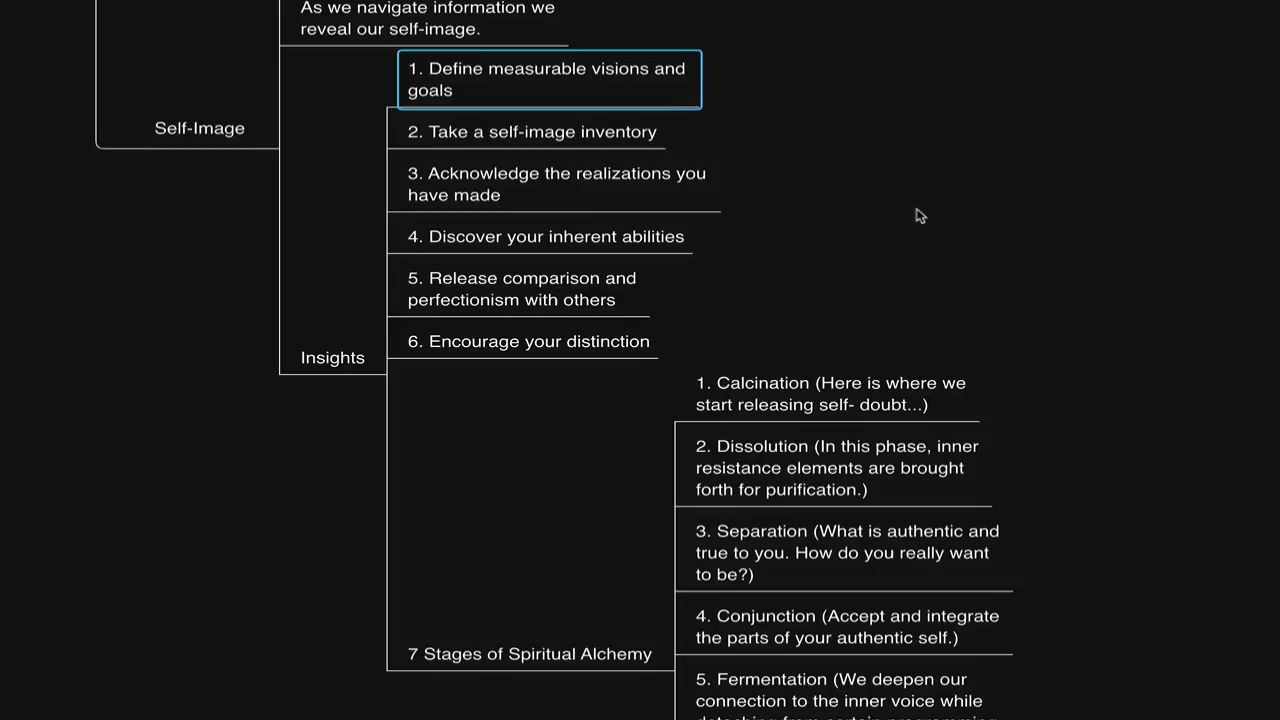 As we navigate information we
reveal our self-image.
1. Define measurable visions and
goals
Self-Image
2. Take a self-image inventory
3. Acknowledge the realizations you
have made
4. Discover your inherent abilities
5. Release comparison and
perfectionism with others
6. Encourage your distinction
Insights
1. Calcination (Here is where we
start releasing self- doubt...)
2. Dissolution (In this phase, inner
resistance elements are brought
forth for purification.)
3. Separation (What is authentic and
true to you. How do you really want
to be?)
4. Conjunction (Accept and integrate
the parts of your authentic self.)
7 Stages of Spiritual Alchemy
5. Fermentation (We deepen our
connection to the inner voice while
detaching from certain programming